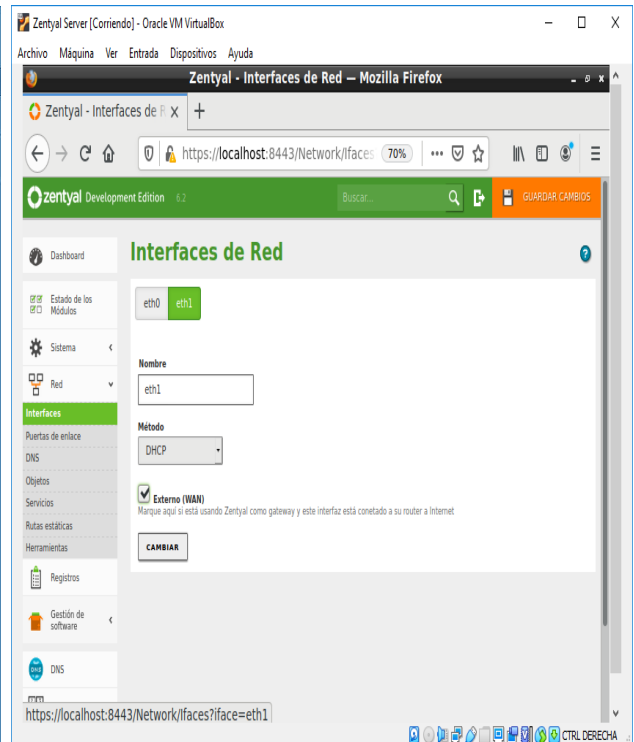 Zentyal Server [Corriendo] - Oracle VM VirtualBox
Archivo Máquina Ver Entrada Dispositivos Ayuda
Zentyal - Interfaces de Red — Mozilla Firefox
Zentyal - Interfaces de R
https://localhost:8443/Network/Ifaces 70%
zentyal Development Edition 6.2 Buscar... GUARDAR CAMBIOS
Dashboard
Estado de los
Módulos
Sistema
Red
Interfaces
Puertas de enlace
DNS
Objetos
Servicios
Rutas estáticas
Herramientas
Registros
Gestión de
software
DNS
DNS
Interfaces de Red
eth0 eth1
Nombre
eth1
Método
DHCP
Externo (WAN)
Marque aquí si está usando Zentyal como gateway y este interfaz está conetado a su router a Internet
CAMBIAR
https://localhost:8443/Network/Ifaces?iface=eth1
CTRL DERECHA